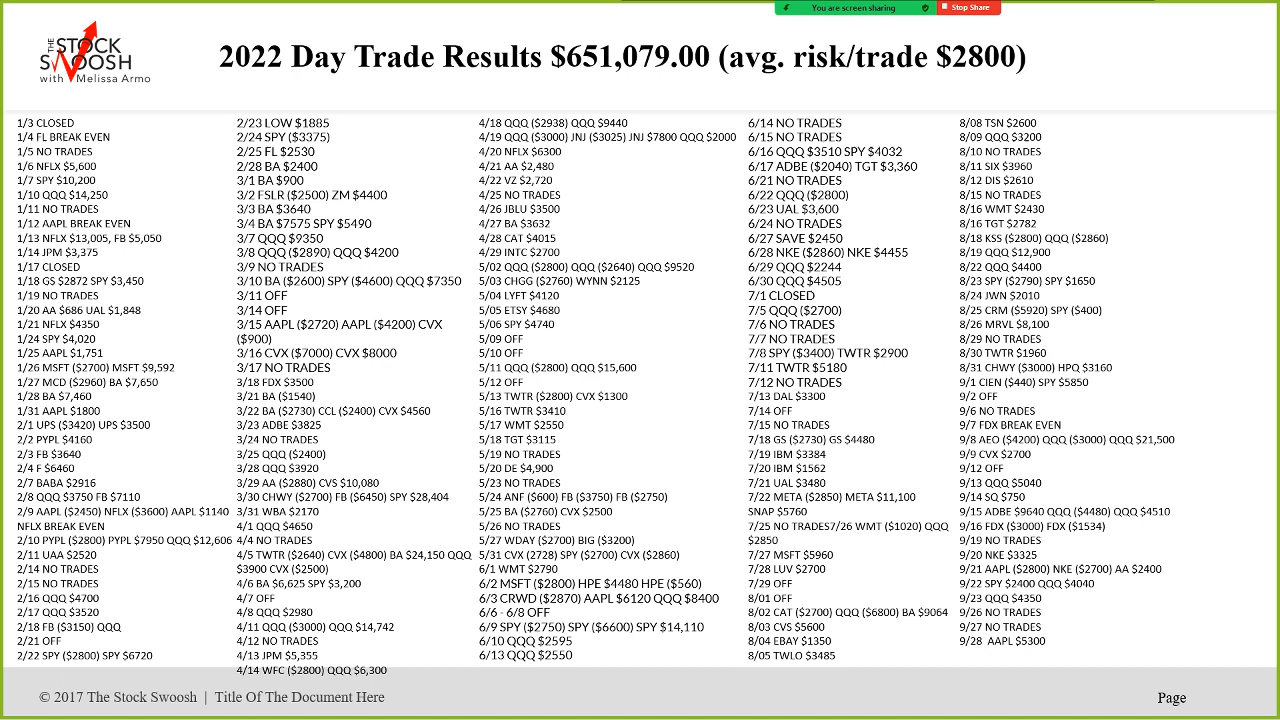 You are screen sharing
Stop Share
THE
STOCK
SWOOSH
with Melissa Armo
2022 Day Trade Results $651,079.00 (avg. risk/trade $2800)
1/3 CLOSED
1/4 FL BREAK EVEN
1/5 NO TRADES
1/6 NFLX $5,600
1/7 SPY $10,200
1/10 QQQ $14,250
1/11 NO TRADES
1/12 AAPL BREAK EVEN
1/13 NFLX $13,005, FB $5,050
1/14 JPM $3,375
1/17 CLOSED
1/18 GS $2872 SPY $3,450
1/19 NO TRADES
1/20 AA $686 UAL $1,848
1/21 NFLX $4350
1/24 SPY $4,020
1/25 AAPL $1,751
1/26 MSFT ($2700) MSFT $9,592
1/27 MCD ($2960) BA $7,650
1/28 BA $7,460
1/31 AAPL $1800
2/1 UPS ($3420) UPS $3500
2/2 PYPL $4160
2/3 FB $3640
2/4 F $6460
2/7 BABA $2916
2/8 QQQ $3750 FB $7110
2/9 AAPL ($2450) NFLX ($3600) AAPL $1140
NFLX BREAK EVEN
2/10 PYPL ($2800) PYPL $7950 QQQ $12,606
2/11 UAA $2520
2/14 NO TRADES
2/15 NO TRADES
2/16 QQQ $4700
2/17 QQQ $3520
2/18 FB ($3150) QQQ
2/21 OFF
2/22 SPY ($2800) SPY $6720
2/23 LOW $1885
2/24 SPY ($3375)
2/25 FL $2530
2/28 BA $2400
3/1 BA $900
3/2 FSLR ($2500) ZM $4400
3/3 BA $3640
3/4 BA $7575 SPY $5490
3/7 QQQ $9350
3/8 QQQ ($2890) QQQ $4200
3/9 NO TRADES
3/10 BA ($2600) SPY ($4600) QQQ $7350
3/11 OFF
3/14 OFF
3/15 AAPL ($2720) AAPL ($4200) CVX
($900)
3/16 CVX ($7000) CVX $8000
3/17 NO TRADES
3/18 FDX $3500
3/21 BA ($1540)
3/22 BA ($2730) CCL ($2400) CVX $4560
3/23 ADBE $3825
3/24 NO TRADES
3/25 QQQ ($2400)
3/28 QQQ $3920
3/29 AA ($2880) CVS $10,080
3/30 CHWY ($2700) FB ($6450) SPY $28,404
3/31 WBA $2170
4/1 QQQ $4650
4/4 NO TRADES
4/5 TWTR ($2640) CVX ($4800) BA $24,150 QQQ
$3900 CVX ($2500)
4/6 BA $6,625 SPY $3,200
4/7 OFF
4/8 QQQ $2980
4/11 QQQ ($3000) QQQ $14,742
4/12 NO TRADES
4/13 JPM $5,355
4/14 WFC ($2800) QQQ $6,300
4/18 QQQ ($2938) QQQ $9440
4/19 QQQ ($3000) JNJ ($3025) JNJ $7800 QQQ $2000
4/20 NFLX $6300
4/21 AA $2,480
4/22 VZ $2,720
4/25 NO TRADES
4/26 JBLU $3500
4/27 BA $3632
4/28 CAT $4015
4/29 INTC $2700
5/02 QQQ ($2800) QQQ ($2640) QQQ $9520
5/03 CHGG ($2760) WYNN $2125
5/04 LYFT $4120
5/05 ETSY $4680
5/06 SPY $4740
5/09 OFF
5/10 OFF
5/11 QQQ ($2800) QQQ $15,600
5/12 OFF
5/13 TWTR ($2800) CVX $1300
5/16 TWTR $3410
5/17 WMT $2550
5/18 TGT $3115
5/19 NO TRADES
5/20 DE $4,900
5/23 NO TRADES
5/24 ANF ($600) FB ($3750) FB ($2750)
5/25 BA ($2760) CVX $2500
5/26 NO TRADES
5/27 WDAY ($2700) BIG ($3200)
5/31 CVX (2728) SPY ($2700) CVX ($2860)
6/1 WMT $2790
6/2 MSFT ($2800) HPE $4480 HPE ($560)
6/3 CRWD ($2870) AAPL $6120 QQQ $8400
6/6 - 6/8 OFF
6/9 SPY ($2750) SPY ($6600) SPY $14,110
6/10 QQQ $2595
6/13 QQQ $2550
6/14 NO TRADES
6/15 NO TRADES
6/16 QQQ $3510 SPY $4032
6/17 ADBE ($2040) TGT $3,360
6/21 NO TRADES
6/22 QQQ ($2800)
6/23 UAL $3,600
6/24 NO TRADES
6/27 SAVE $2450
6/28 NKE ($2860) NKE $4455
6/29 QQQ $2244
6/30 QQQ $4505
7/1 CLOSED
7/5 QQQ ($2700)
7/6 NO TRADES
7/7 NO TRADES
7/8 SPY ($3400) TWTR $2900
7/11 TWTR $5180
7/12 NO TRADES
7/13 DAL $3300
7/14 OFF
7/15 NO TRADES
7/18 GS ($2730) GS $4480
7/19 IBM $3384
7/20 IBM $1562
7/21 UAL $3480
7/22 META ($2850) META $11,100
SNAP $5760
7/25 NO TRADES7/26 WMT ($1020) QQQ
$2850
7/27 MSFT $5960
7/28 LUV $2700
7/29 OFF
8/01 OFF
8/02 CAT ($2700) QQQ ($6800) BA $9064
8/03 CVS $5600
8/04 EBAY $1350
8/05 TWLO $3485
8/08 TSN $2600
8/09 QQQ $3200
8/10 NO TRADES
8/11 SIX $3960
8/12 DIS $2610
8/15 NO TRADES
8/16 WMT $2430
8/16 TGT $2782
8/18 KSS ($2800) QQQ ($2860)
8/19 QQQ $12,900
8/22 QQQ $4400
8/23 SPY ($2790) SPY $1650
8/24 JWN $2010
8/25 CRM ($5920) SPY ($400)
8/26 MRVL $8,100
8/29 NO TRADES
8/30 TWTR $1960
8/31 CHWY ($3000) HPQ $3160
9/1 CIEN ($440) SPY $5850
9/2 OFF
9/6 NO TRADES
9/7 FDX BREAK EVEN
9/8 AEO ($4200) QQQ ($3000) QQQ $21,500
9/9 CVX $2700
9/12 OFF
9/13 QQQ $5040
9/14 SQ $750
9/15 ADBE $9640 QQQ ($4480) QQQ $4510
9/16 FDX ($3000) FDX ($1534)
9/19 NO TRADES
9/20 NKE $3325
9/21 AAPL ($2800) NKE ($2700) AA $2400
9/22 SPY $2400 QQQ $4040
9/23 QQQ $4350
9/26 NO TRADES
9/27 NO TRADES
9/28 AAPL $5300
© 2017 The Stock Swoosh | Title Of The Document Here
Page